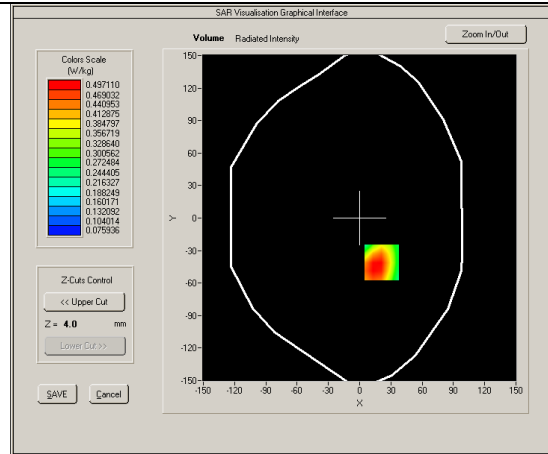 SAR Visualisation Graphical Interface
Volume Radiated Intensity
Zoom In/Out
Colors Scale
(W/kg)
0.497110
0.469032
0.440953
0.412875
0.384797
0.356719
0.328640
0.300562
0.272484
0.244405
0.216327
0.188249
0.160171
0.132092
0.104014
0.075936
Z-Cuts Control
<< Upper Cut
Z = 4.0 mm
Lower Cut >>
SAVE Cancel
150
120
90
60
30
0
-30
-60
-90
-120
-150
Y
-150 -120 -90 -60 -30 0 30 60 90 120 150
X